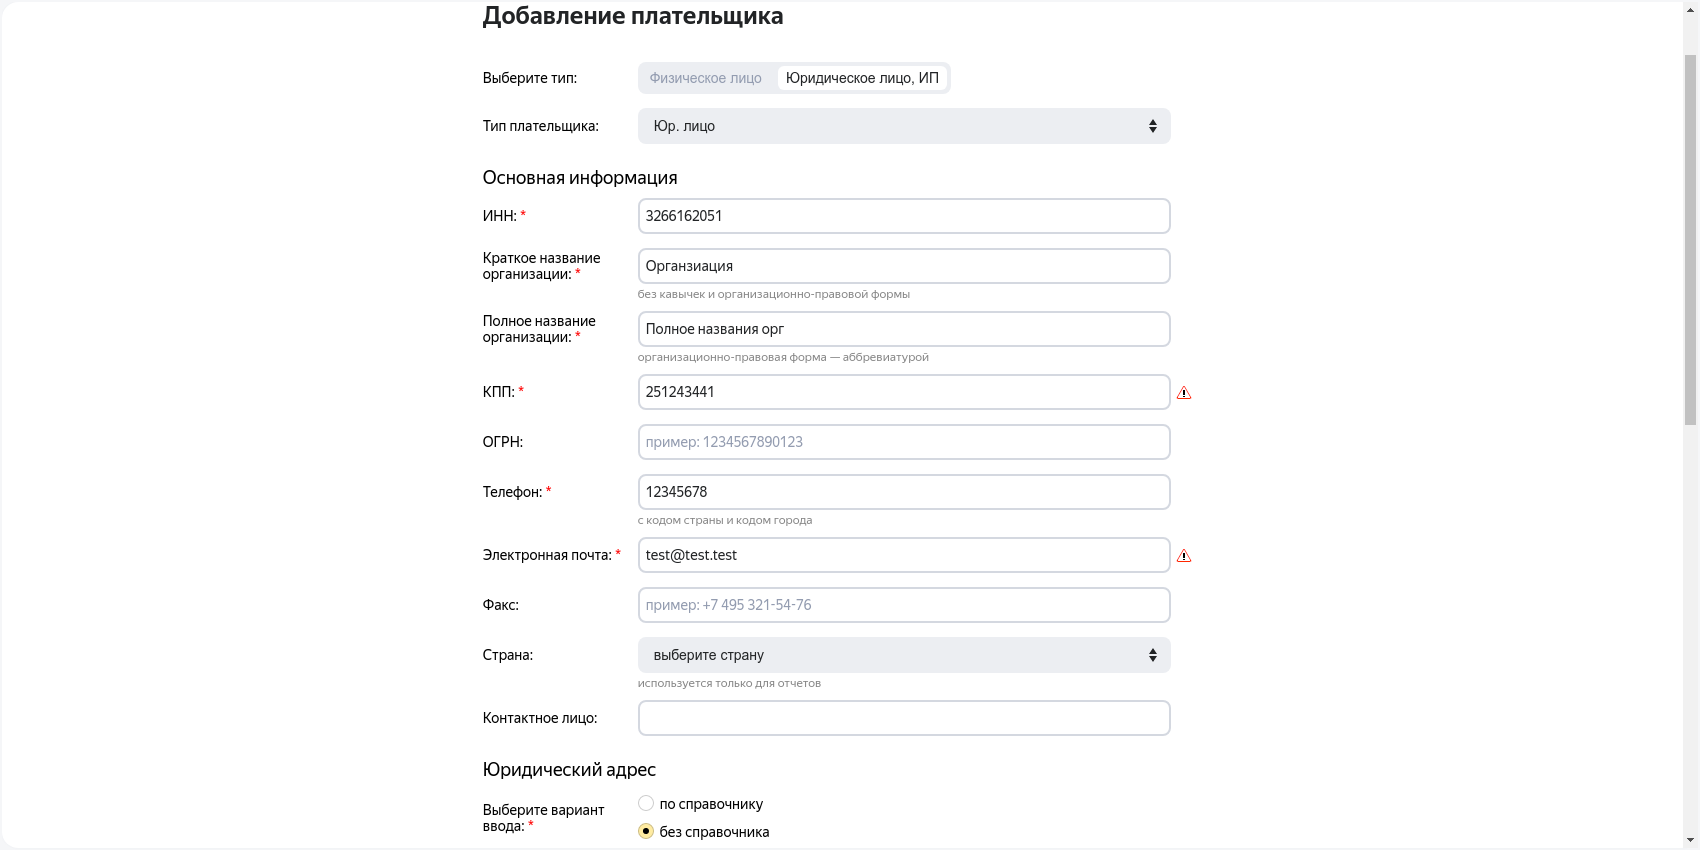 Добавление плательщика
Выберите тип:
Физическое лицо
Юридическое лицо, ИП
Тип плательщика:
Юр. лицо
Основная информация
ИНН: *
3266162051
Краткое название
организации: *
Органзиация
без кавычек и организационно-правовой формы
Полное название
организации: *
Полное названия орг
организационно-правовая форма — аббревиатурой
КПП: *
251243441
ОГРН:
пример: 1234567890123
Телефон: *
12345678
с кодом страны и кодом города
Электронная почта: *
test@test.test
Факс:
пример: +7 495 321-54-76
Страна:
выберите страну
используется только для отчетов
Контактное лицо:
Юридический адрес
Выберите вариант
ввода: *
по справочнику
без справочника